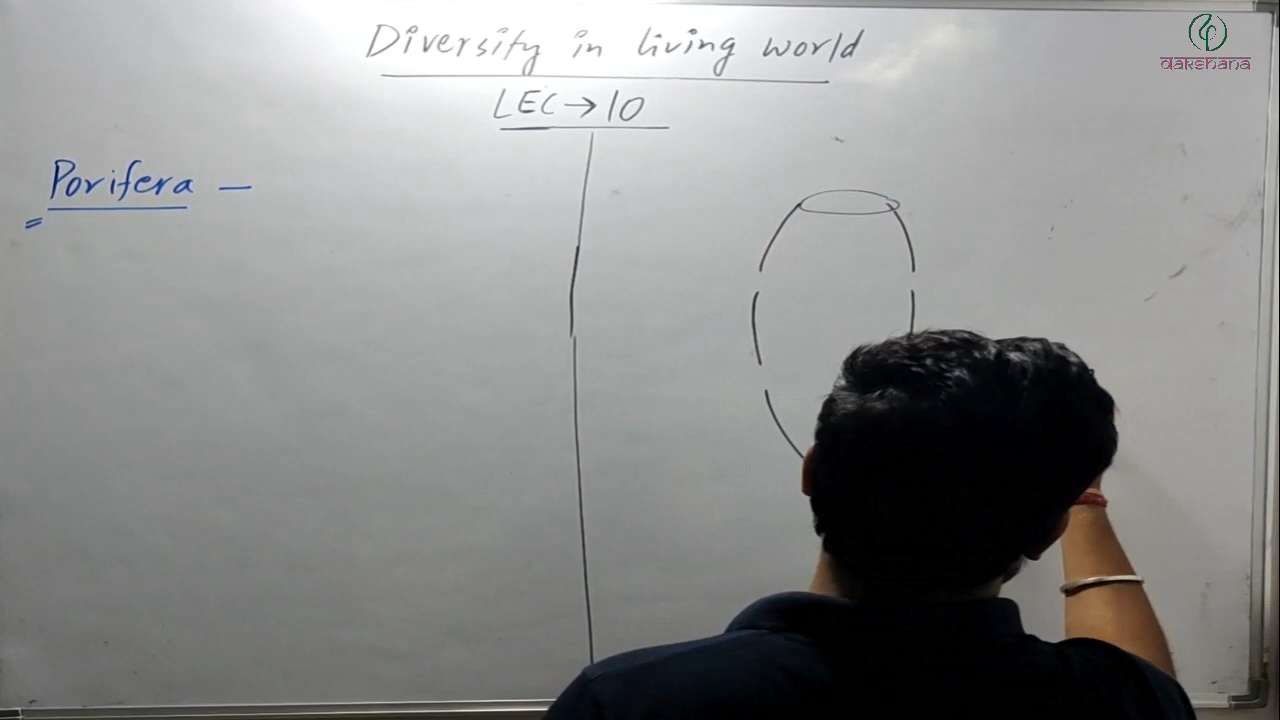 Diversity in living world
LEC → 10
dakshana
Porifera —